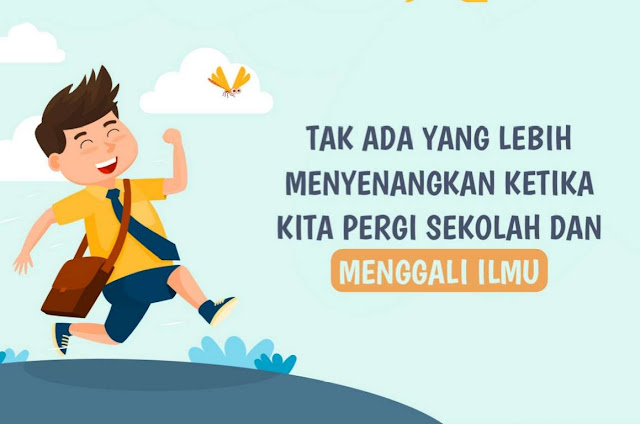 TAK ADA YANG LEBIH
MENYENANGKAN KETIKA
KITA PERGI SEKOLAH DAN
MENGGALI ILMU